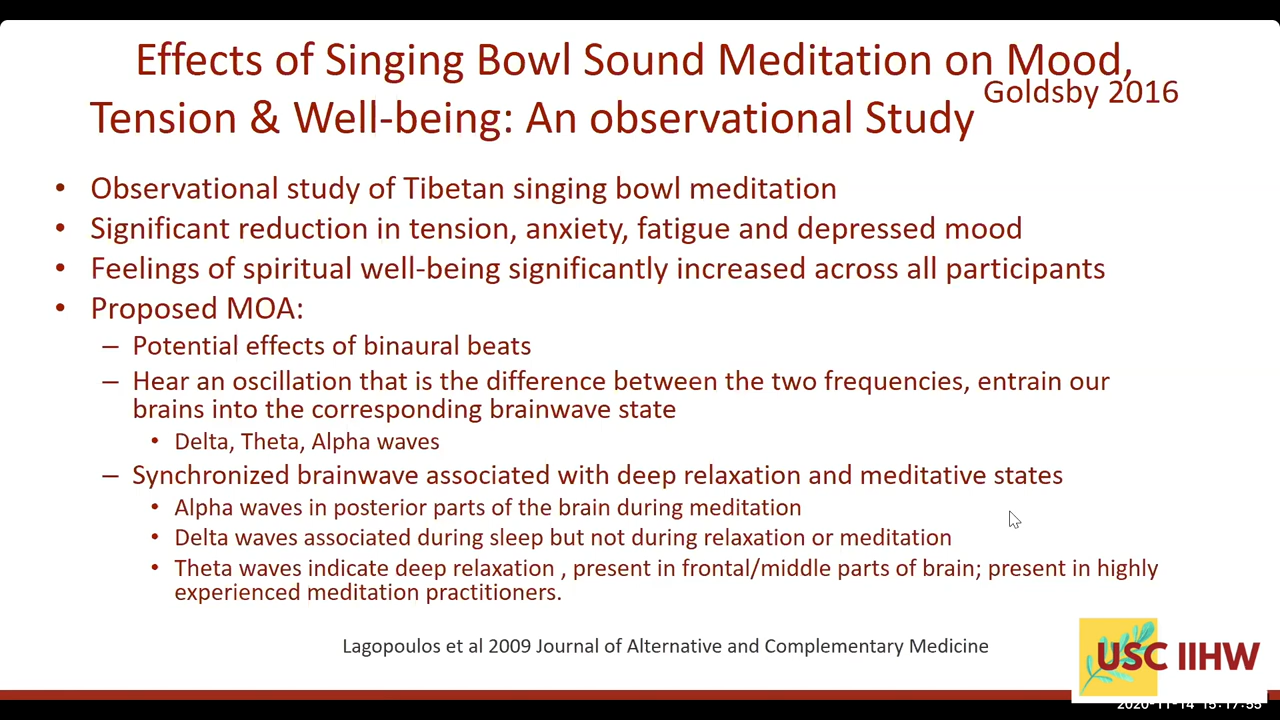 Effects of Singing Bowl Sound Meditation on Mood,
Tension & Well-being: An observational Study
Goldsby 2016
• Observational study of Tibetan singing bowl meditation
• Significant reduction in tension, anxiety, fatigue and depressed mood
• Feelings of spiritual well-being significantly increased across all participants
• Proposed MOA:
– Potential effects of binaural beats
– Hear an oscillation that is the difference between the two frequencies, entrain our
brains into the corresponding brainwave state
• Delta, Theta, Alpha waves
– Synchronized brainwave associated with deep relaxation and meditative states
• Alpha waves in posterior parts of the brain during meditation
• Delta waves associated during sleep but not during relaxation or meditation
• Theta waves indicate deep relaxation , present in frontal/middle parts of brain; present in highly
experienced meditation practitioners.
Lagopoulos et al 2009 Journal of Alternative and Complementary Medicine
USC IIHW
2020-11-14 15:17:55